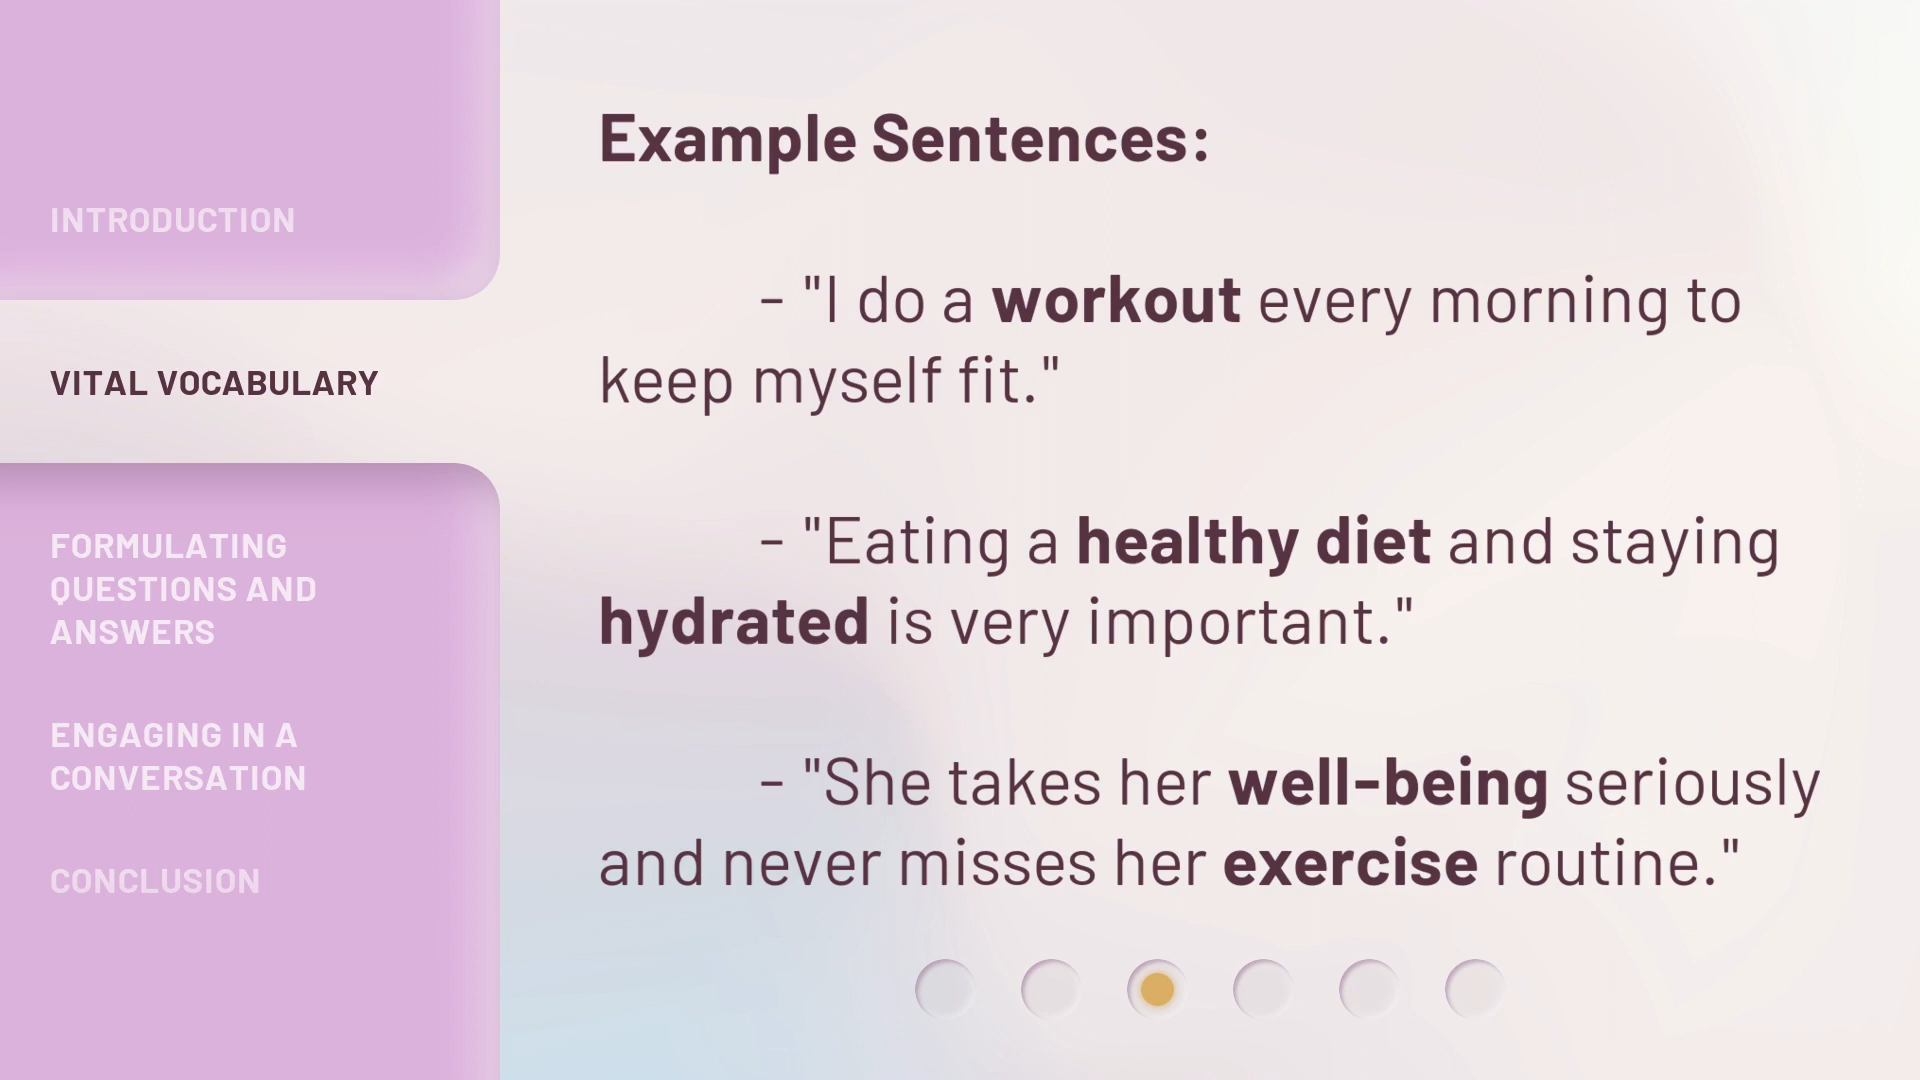 INTRODUCTION
VITAL VOCABULARY
FORMULATING
QUESTIONS AND
ANSWERS
ENGAGING IN A
CONVERSATION
CONCLUSION
Example Sentences:
- "I do a workout every morning to
keep myself fit."
- "Eating a healthy diet and staying
hydrated is very important."
- "She takes her well-being seriously
and never misses her exercise routine."